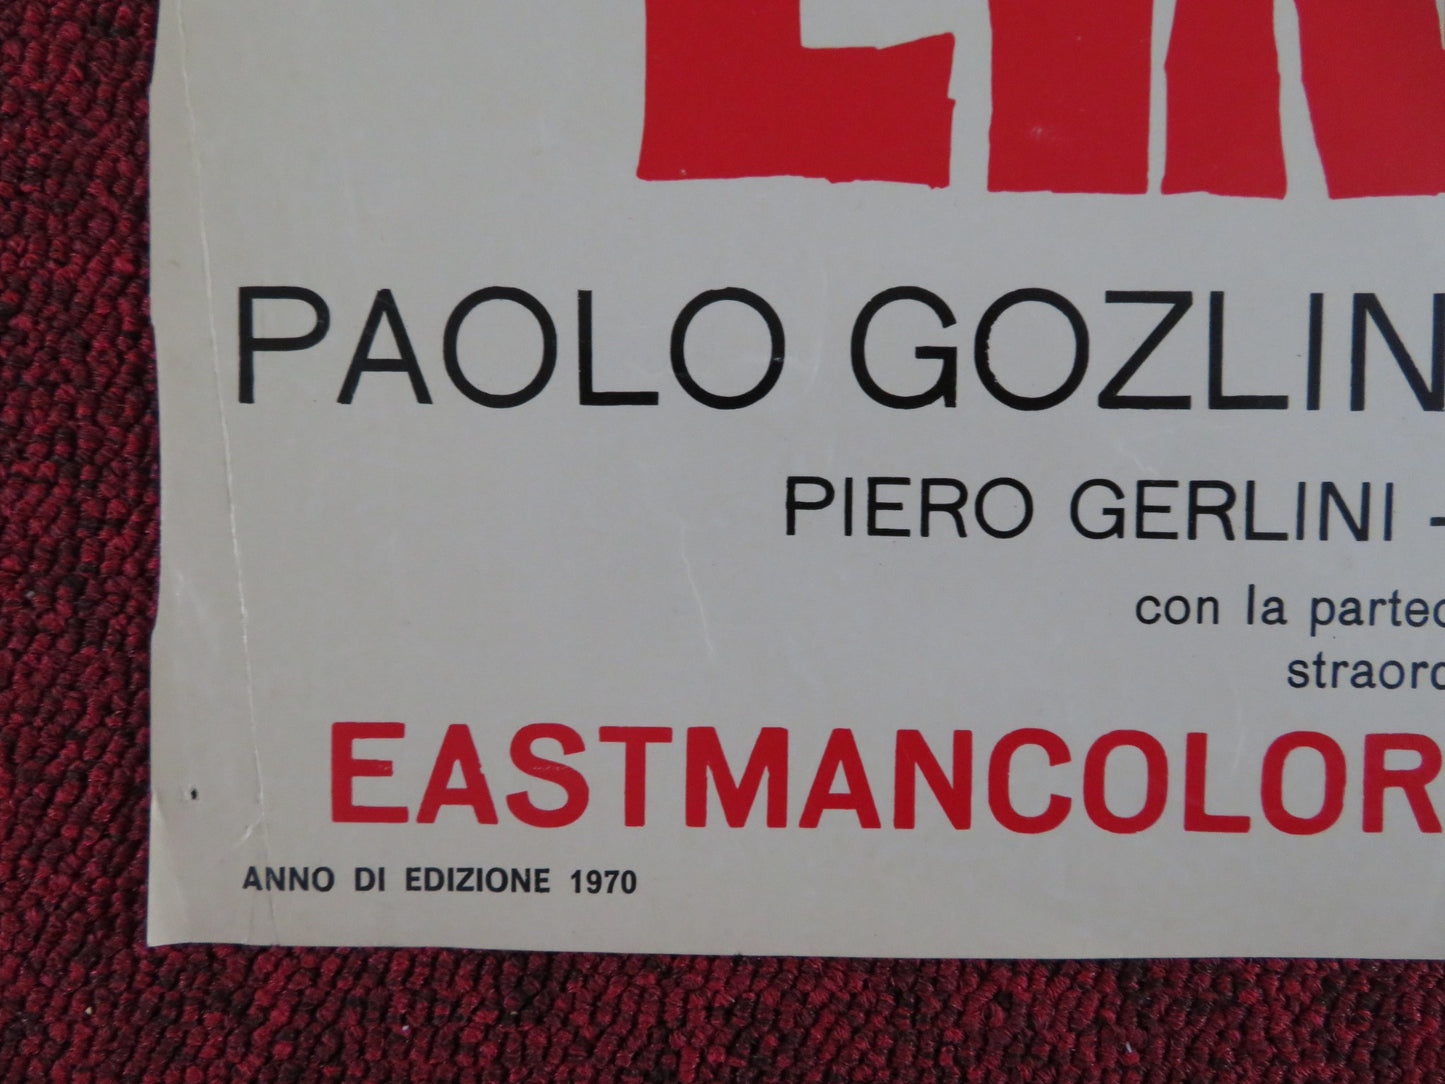 PAOLO GOZLIN
PIERO GERLINI -
con la partec
straord
EASTMANCOLOR
ANNO DI EDIZIONE 1970